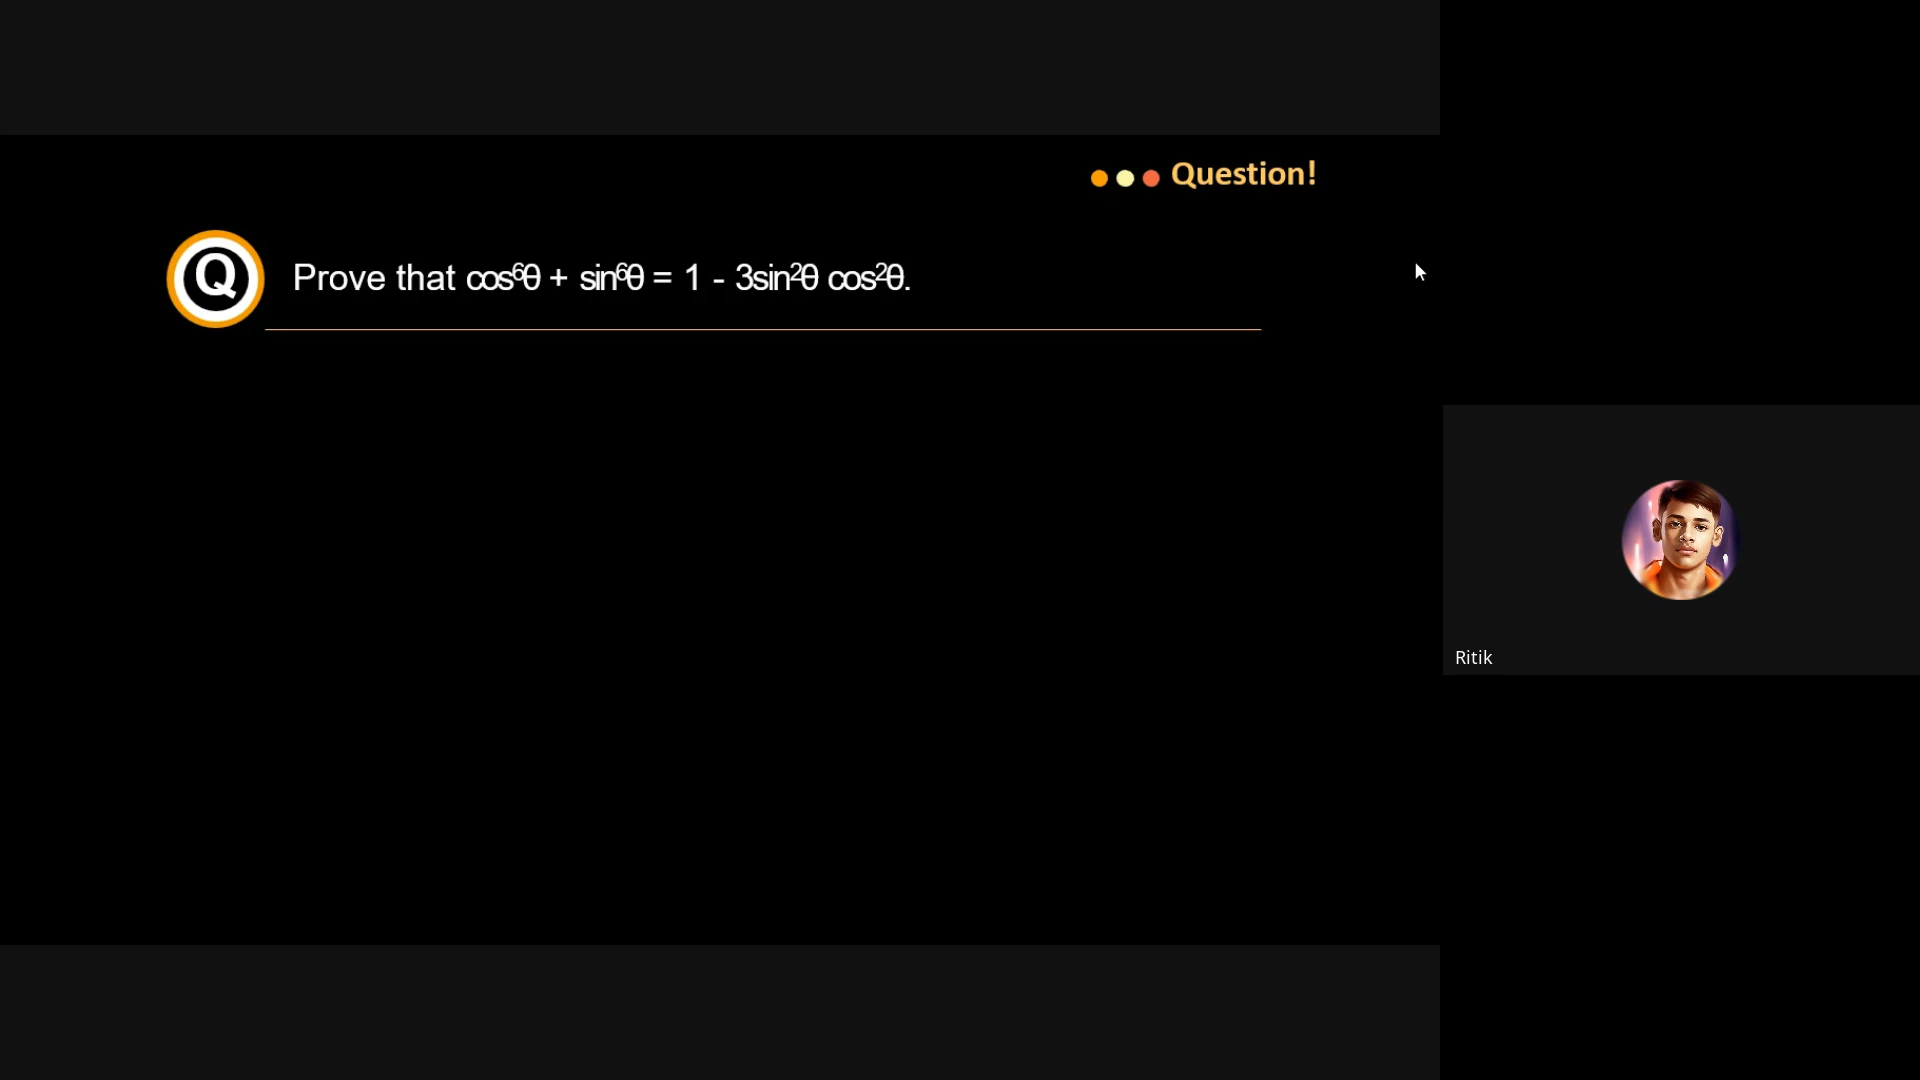 Question!
Q
Prove that cos⁶θ + sin⁶θ = 1 - 3sin²θ cos²θ.
Ritik